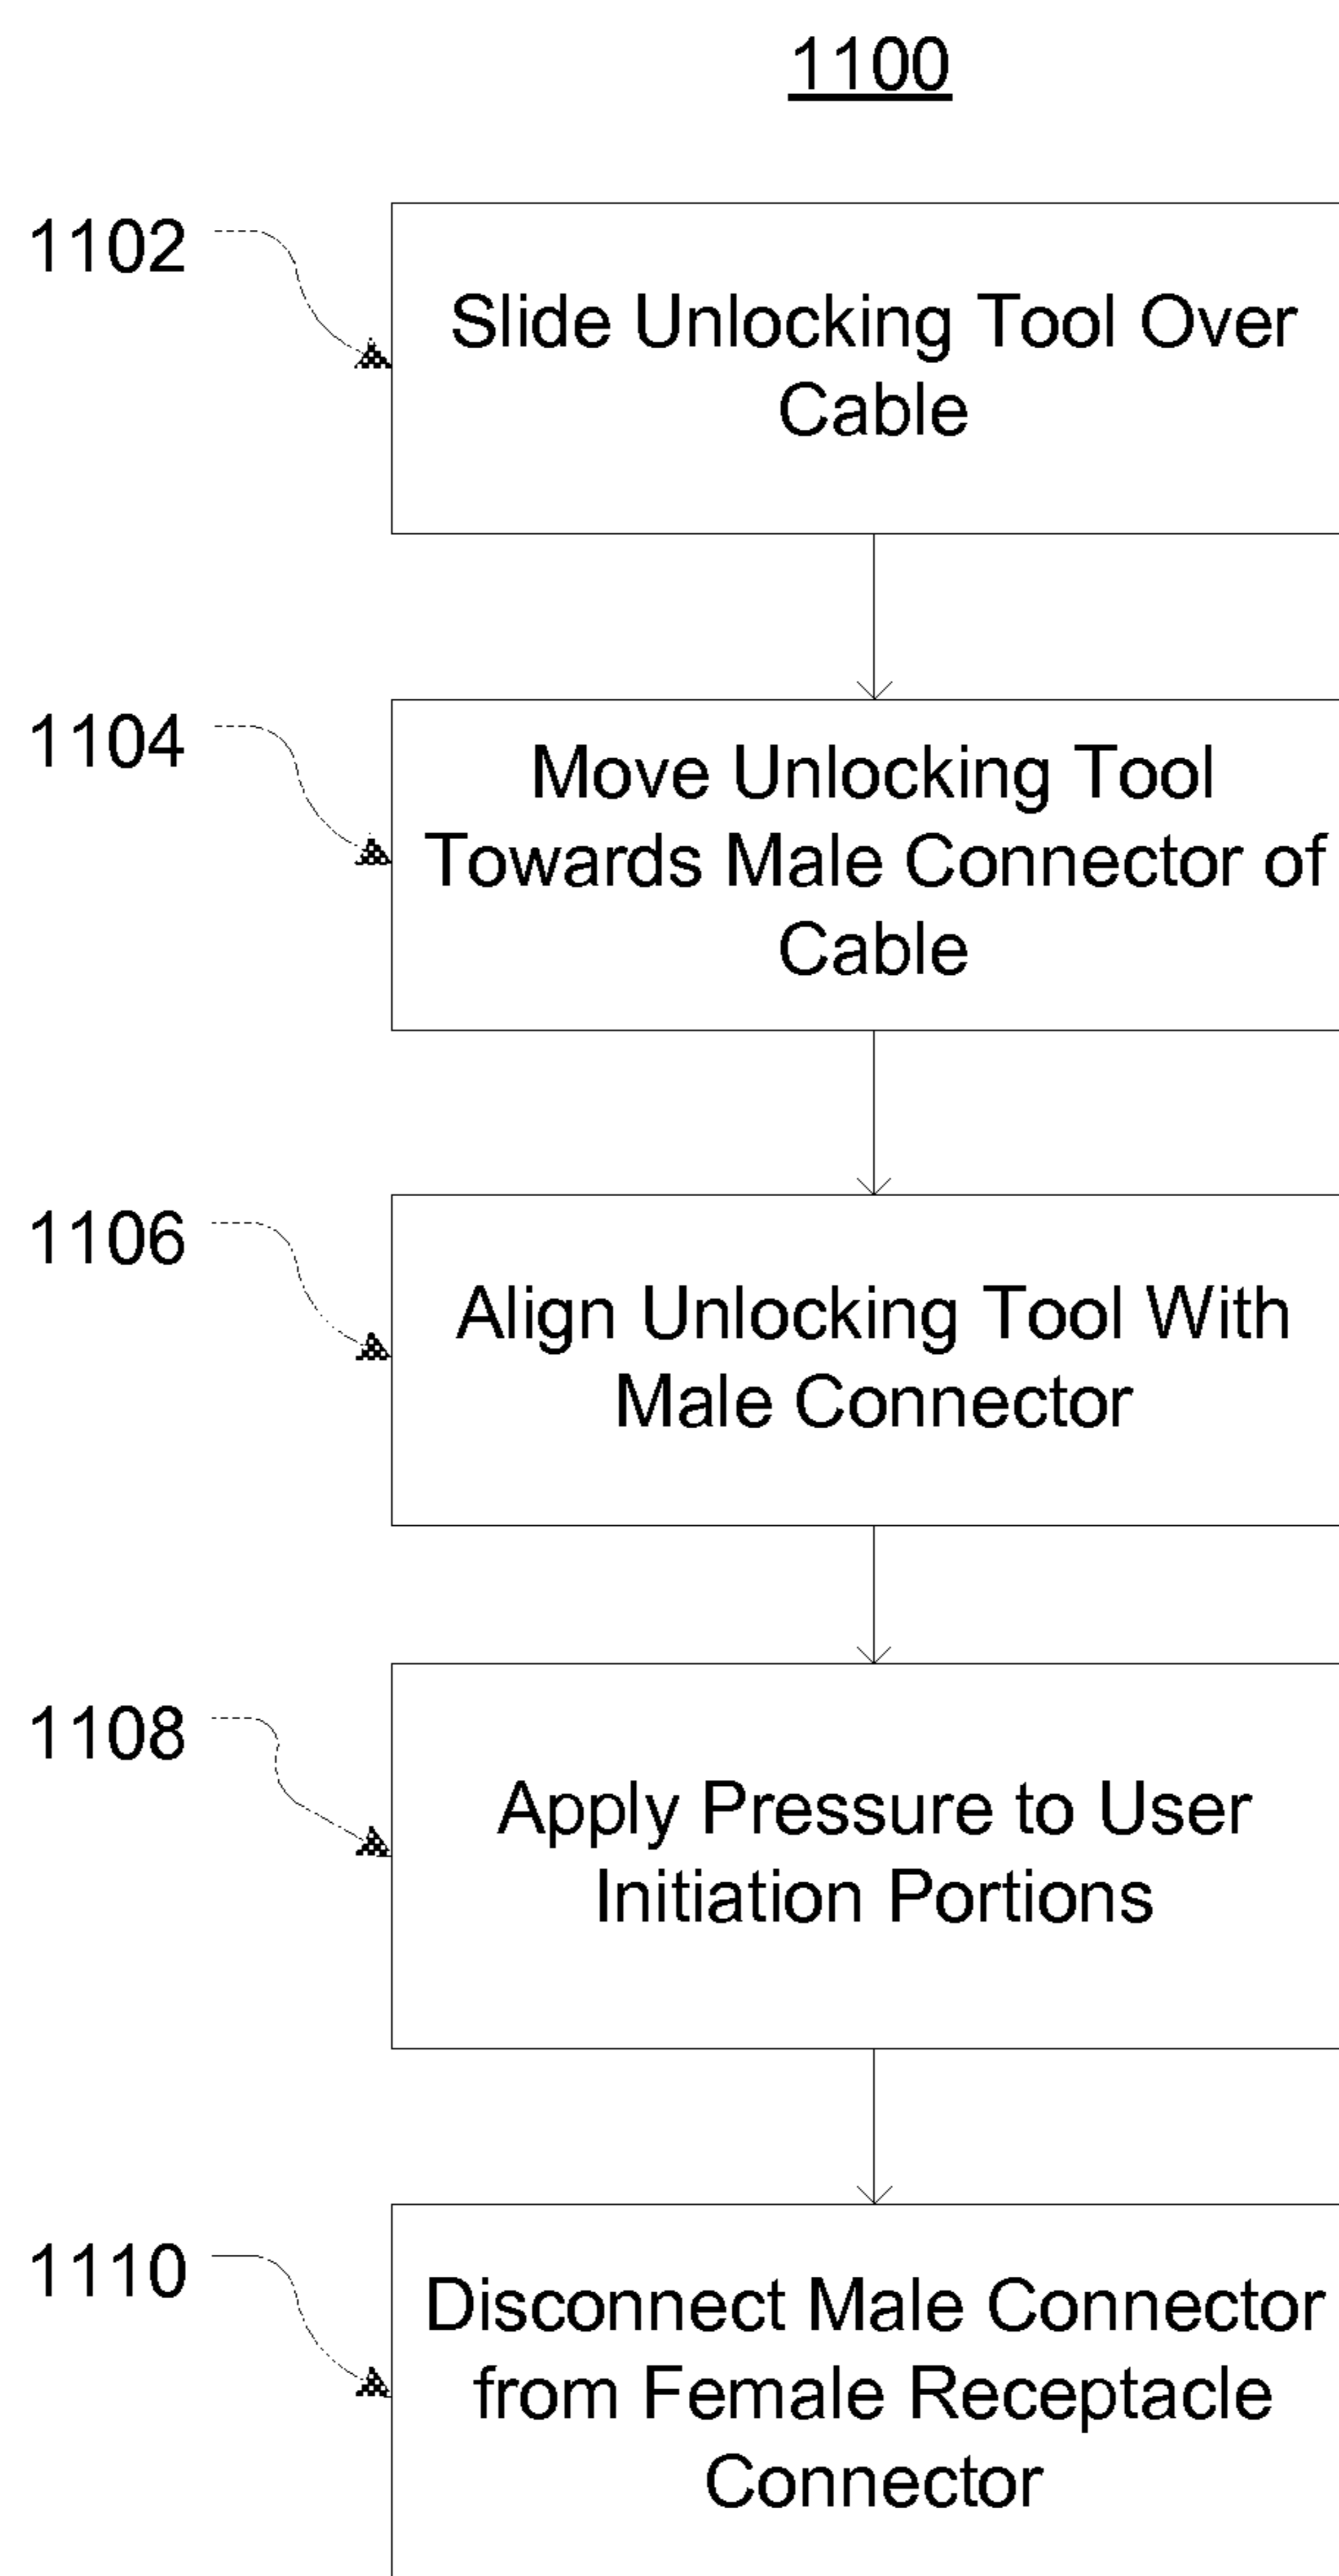 1100
1102
Slide Unlocking Tool Over
Cable
1104
Move Unlocking Tool
Towards Male Connector of
Cable
1106
Align Unlocking Tool With
Male Connector
1108
Apply Pressure to User
Initiation Portions
1110
Disconnect Male Connector
from Female Receptacle
Connector